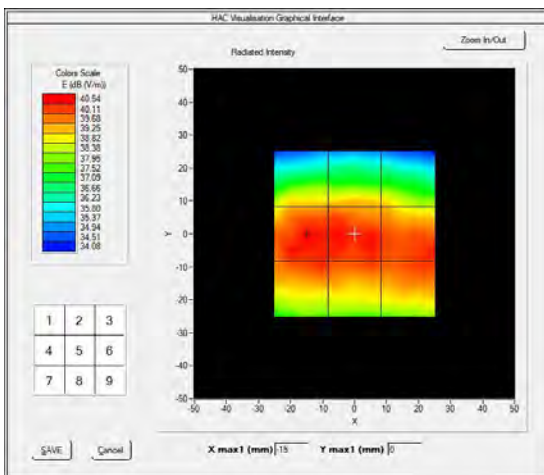 HAC Visualisation Graphical Interface
Zoom In/Out
Radiated Intensity
Colors Scale
E (dB (V/m))
40.54
40.11
39.68
39.25
38.82
38.38
37.95
37.52
37.09
36.66
36.23
35.80
35.37
34.94
34.51
34.08
50
40
30
20
10
0
-10
-20
-30
-40
-50
Y
-50 -40 -30 -20 -10 0 10 20 30 40 50
X
1 2 3
4 5 6
7 8 9
SAVE Cancel X max1 (mm) -15 Y max1 (mm) 0